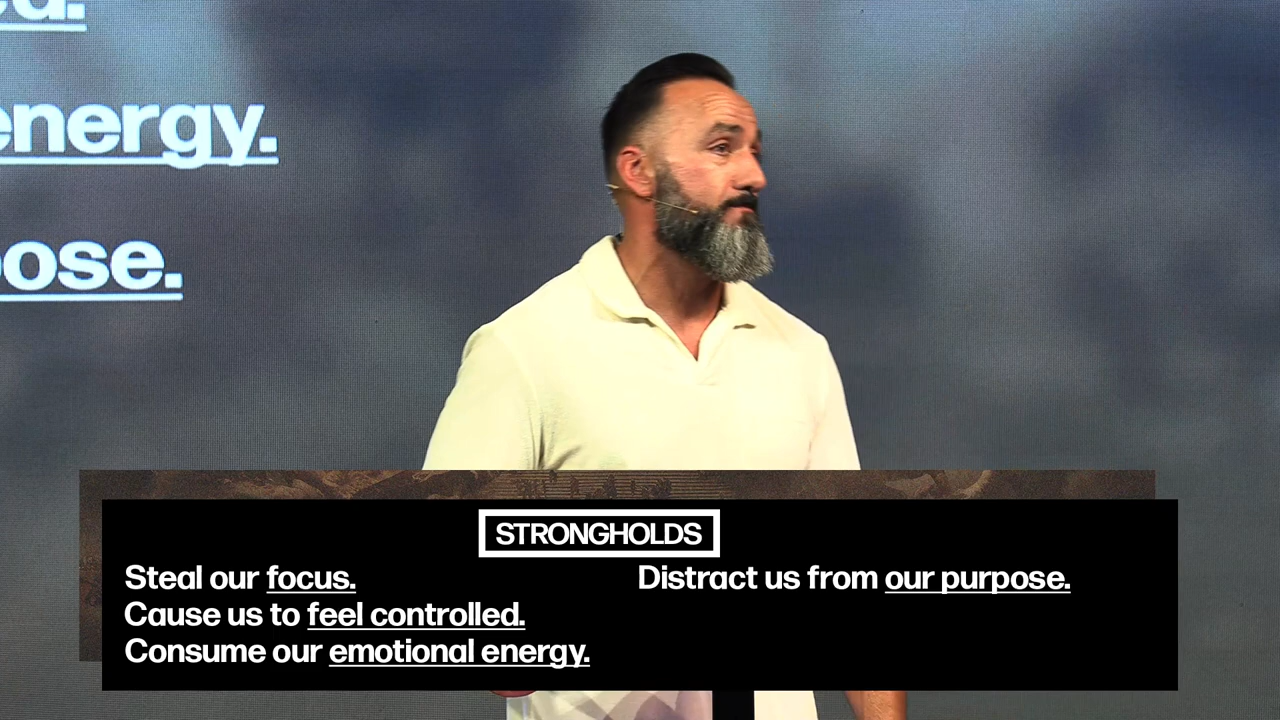 energy.
STRONGHOLDS
Steal our focus.
Cause us to feel controlled.
Consume our emotional energy.
Distract us from our purpose.